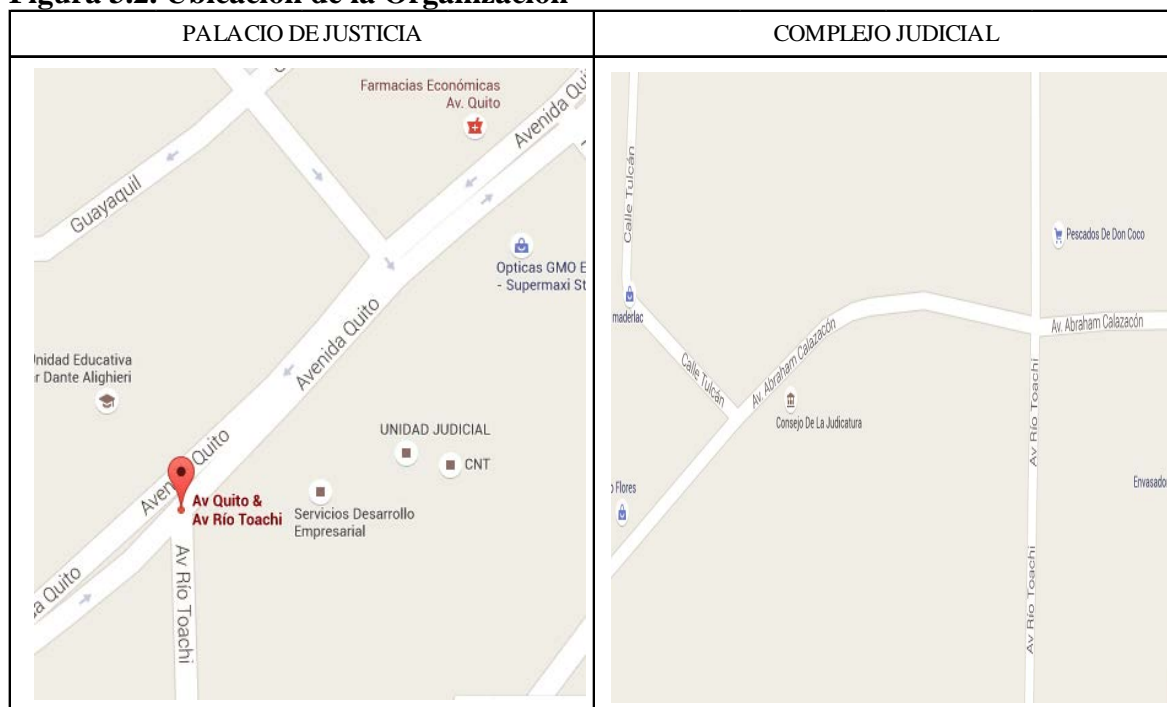 Figura 3.2. Ubicación de la Organización
PALACIO DE JUSTICIA
COMPLEJO JUDICIAL
Farmacias Económicas
Av. Quito
Avenida Qui
Guayaquil
Opticas GMO E
- Supermaxi St
Avenida Quito
nidad Educativa
r Dante Alighieri
UNIDAD JUDICIAL
CNT
Avenida Quito
Av Quito &
Av Río Toachi
Servicios Desarrollo
Empresarial
a Quito
Av Río Toachi
Calle Tulcán
Pescados De Don Coco
maderlac
Av. Abraham Calazacón
Av. Abraham Calazacón
Calle Tulcán
Consejo De La Judicatura
Av Río Toachi
o Flores
Envasado
Av Río Toachi